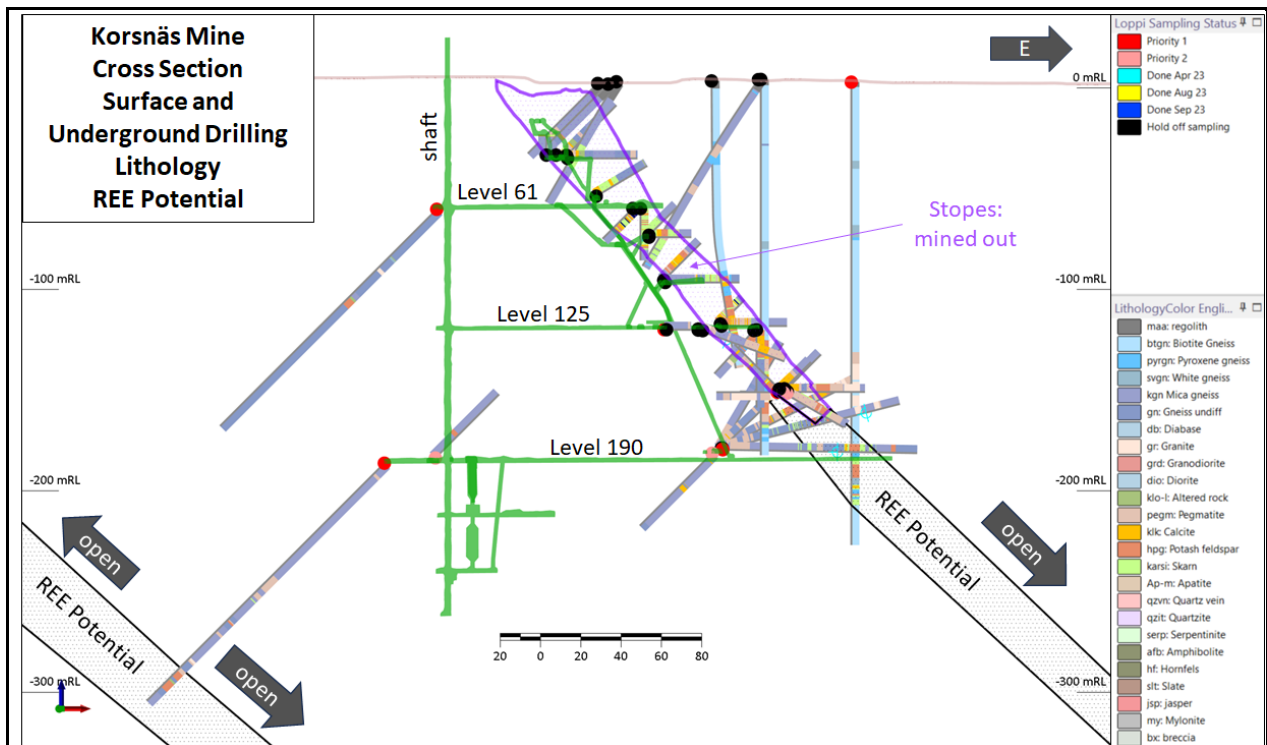 Korsnäs Mine
Cross Section
Surface and
Underground Drilling
Lithology
REE Potential
E
0 mRL
0 mRL
shaft
Level 61
Stopes:
mined out
-100 mRL
-100 mRL
Level 125
Level 190
-200 mRL
-200 mRL
open
REE Potential
open
REE Potential
open
20 0 20 40 60 80
-300 mRL
-300 mRL
Loppi Sampling Status
Priority 1
Priority 2
Done Apr 23
Done Aug 23
Done Sep 23
Hold off sampling
LithologyColor Engli...
maa: regolith
btgn: Biotite Gneiss
pyrgn: Pyroxene gneiss
svgn: White gneiss
kgn Mica gneiss
gn: Gneiss undiff
db: Diabase
gr: Granite
grd: Granodiorite
dio: Diorite
klo-l: Altered rock
pegm: Pegmatite
klk: Calcite
hpg: Potash feldspar
karsi: Skarn
Ap-m: Apatite
qzvn: Quartz vein
qzit: Quartzite
serp: Serpentinite
afb: Amphibolite
hf: Hornfels
slt: Slate
jsp: jasper
my: Mylonite
bx: breccia